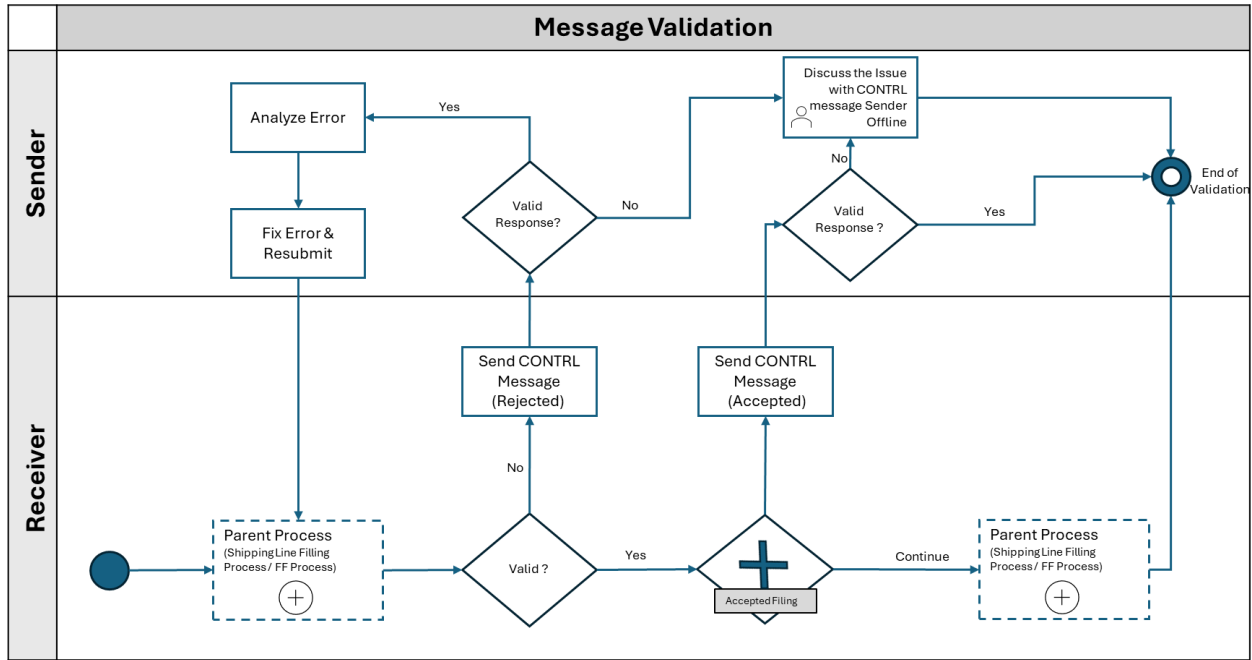 Message Validation
Sender
Analyze Error
Yes
Fix Error &
Resubmit
Valid
Response?
No
Discuss the Issue
with CONTRL
message Sender
Offline
No
Valid
Response ?
Yes
End of
Validation
Receiver
Send CONTRL
Message
(Rejected)
Send CONTRL
Message
(Accepted)
No
Parent Process
(Shipping Line Filling
Process / FF Process)
Valid ?
Yes
Accepted Filing
Continue
Parent Process
(Shipping Line Filling
Process / FF Process)